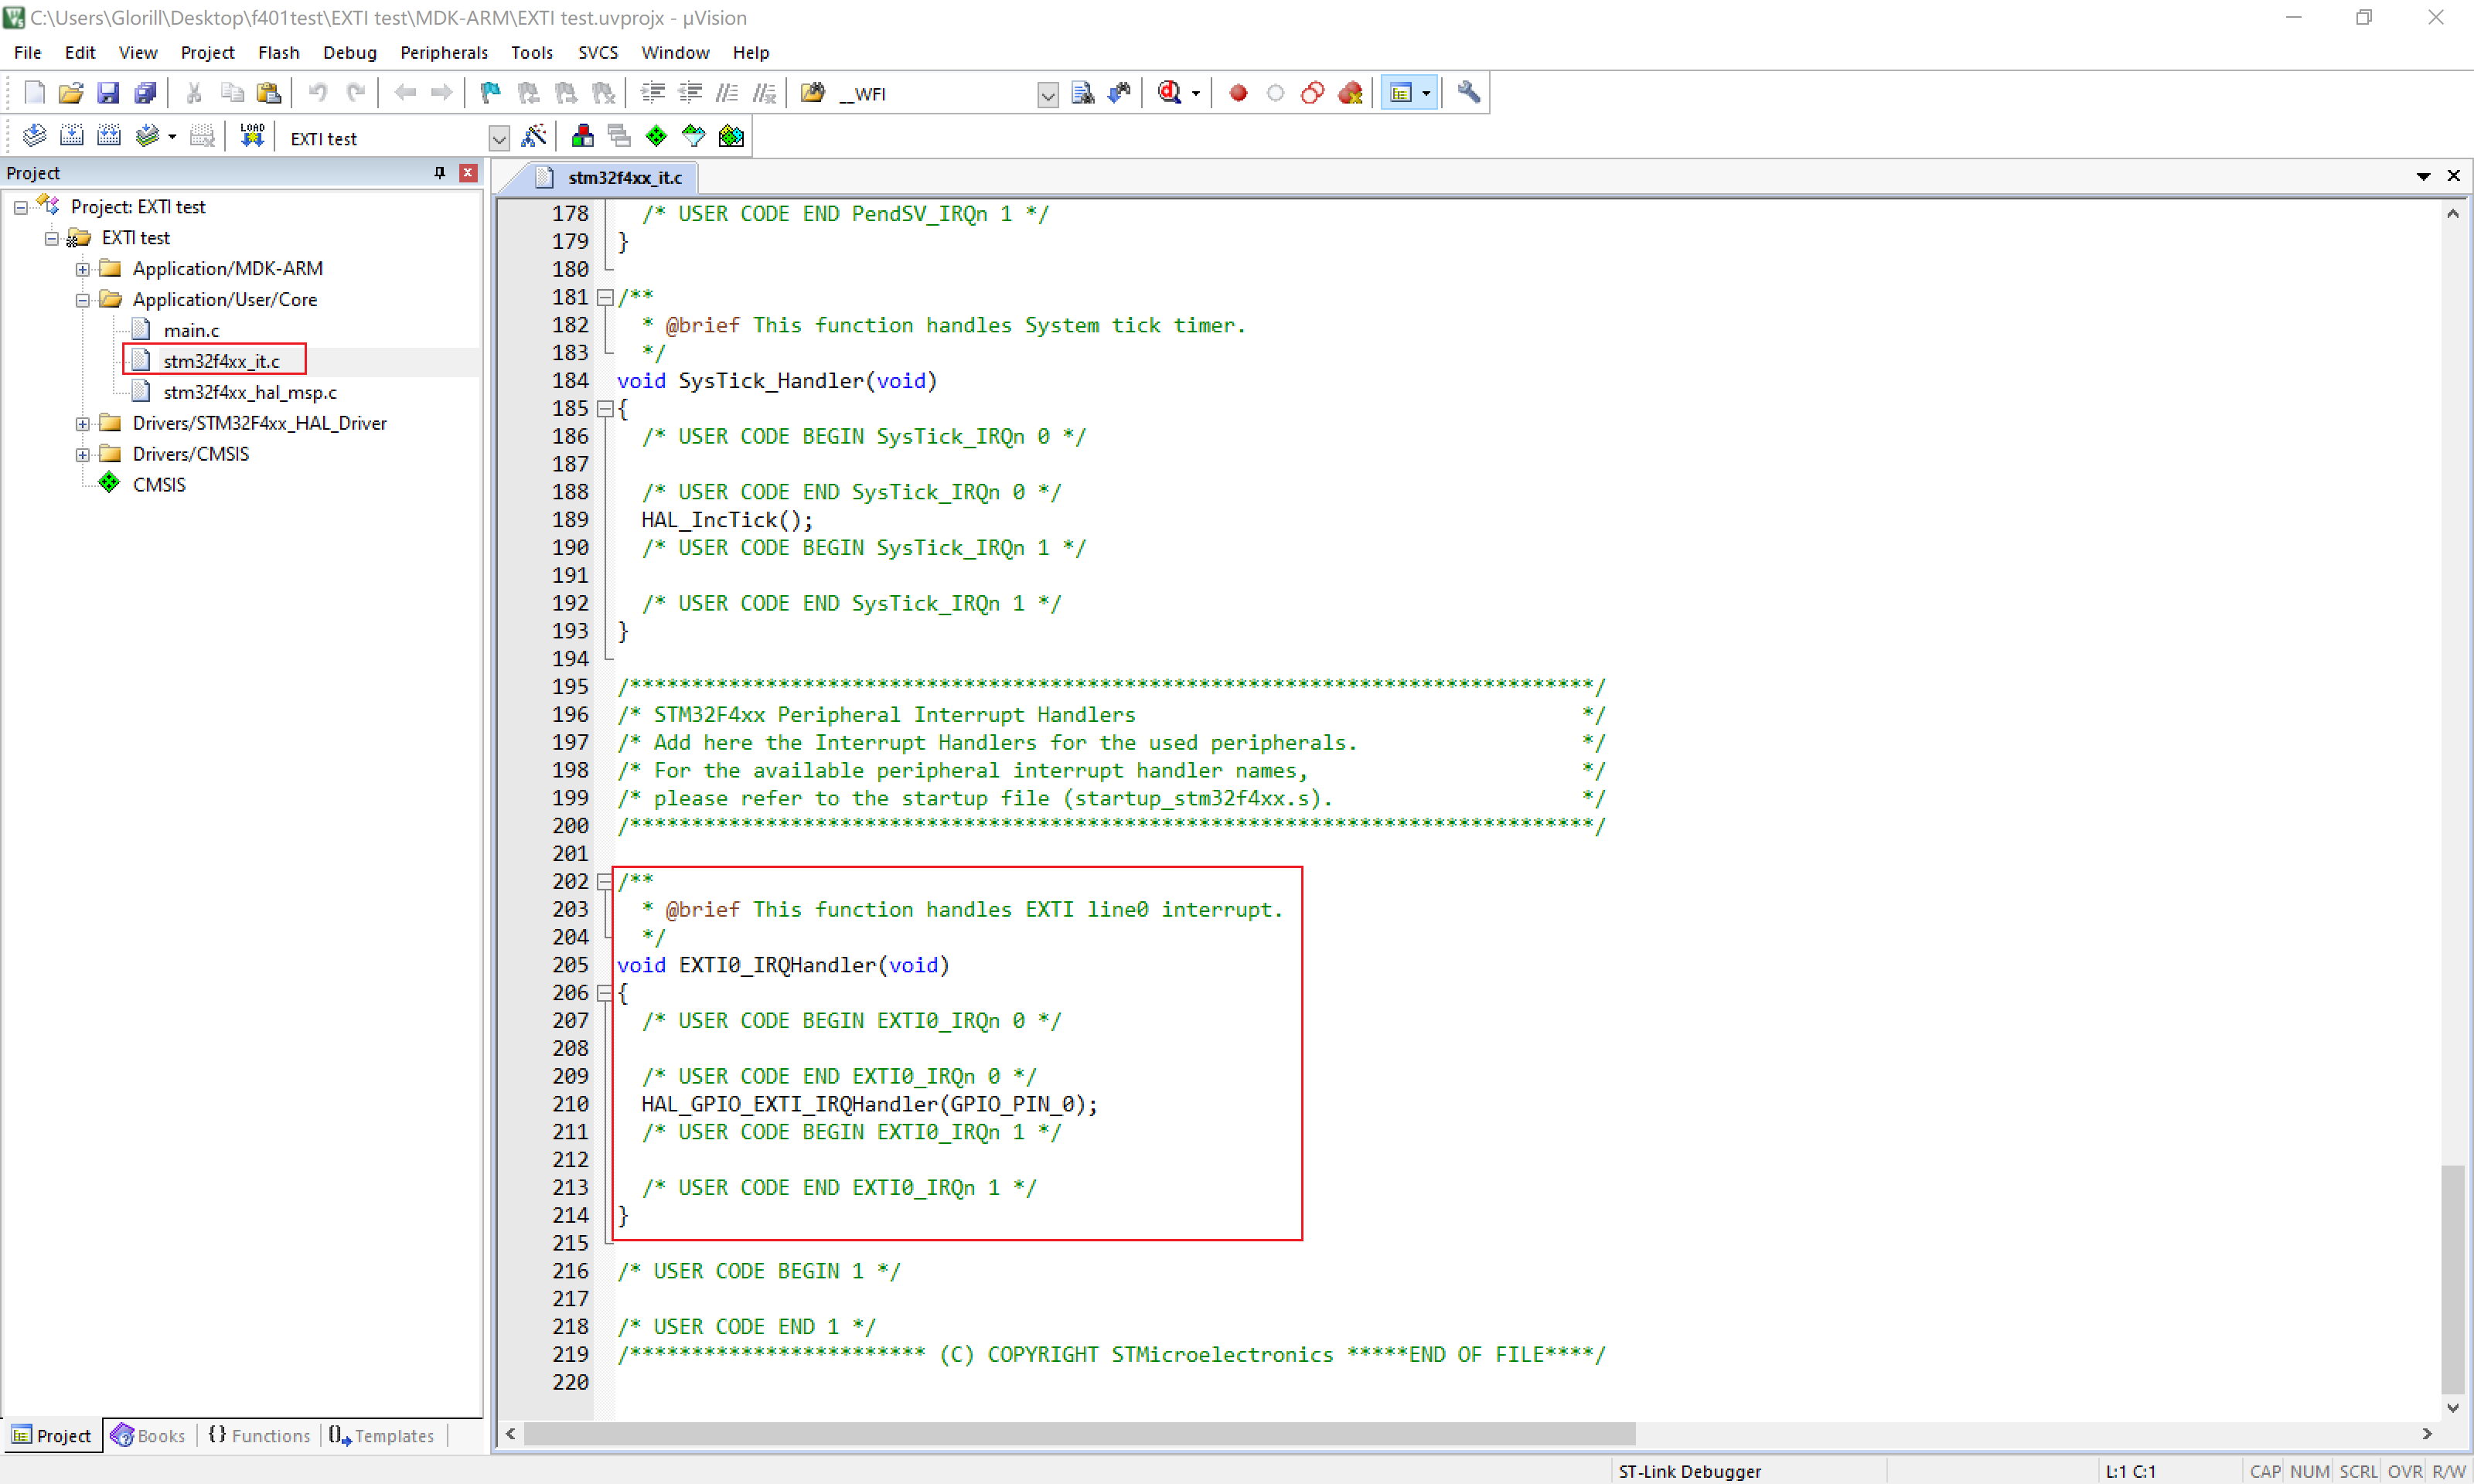 C:\Users\Glorill\Desktop\f401test\EXTI test\MDK-ARM\EXTI test.uvprojx - µVision
File Edit View Project Flash Debug Peripherals Tools SVCS Window Help
__WFI
LOAD EXTI test
Project
Project: EXTI test
EXTI test
Application/MDK-ARM
Application/User/Core
main.c
stm32f4xx_it.c
stm32f4xx_hal_msp.c
Drivers/STM32F4xx_HAL_Driver
Drivers/CMSIS
CMSIS
Project Books {} Functions Templates
stm32f4xx_it.c
178 /* USER CODE END PendSV_IRQn 1 */
179 }
180
181 /**
182 * @brief This function handles System tick timer.
183 */
184 void SysTick_Handler(void)
185 {
186 /* USER CODE BEGIN SysTick_IRQn 0 */
187
188 /* USER CODE END SysTick_IRQn 0 */
189 HAL_IncTick();
190 /* USER CODE BEGIN SysTick_IRQn 1 */
191
192 /* USER CODE END SysTick_IRQn 1 */
193 }
194
195 /******************************************************************************/
196 /* STM32F4xx Peripheral Interrupt Handlers */
197 /* Add here the Interrupt Handlers for the used peripherals. */
198 /* For the available peripheral interrupt handler names, */
199 /* please refer to the startup file (startup_stm32f4xx.s). */
200 /******************************************************************************/
201
202 /**
203 * @brief This function handles EXTI line0 interrupt.
204 */
205 void EXTI0_IRQHandler(void)
206 {
207 /* USER CODE BEGIN EXTI0_IRQn 0 */
208
209 /* USER CODE END EXTI0_IRQn 0 */
210 HAL_GPIO_EXTI_IRQHandler(GPIO_PIN_0);
211 /* USER CODE BEGIN EXTI0_IRQn 1 */
212
213 /* USER CODE END EXTI0_IRQn 1 */
214 }
215
216 /* USER CODE BEGIN 1 */
217
218 /* USER CODE END 1 */
219 /************************ (C) COPYRIGHT STMicroelectronics *****END OF FILE****/
220
ST-Link Debugger L:1 C:1 CAP NUM SCRL OVR R/W